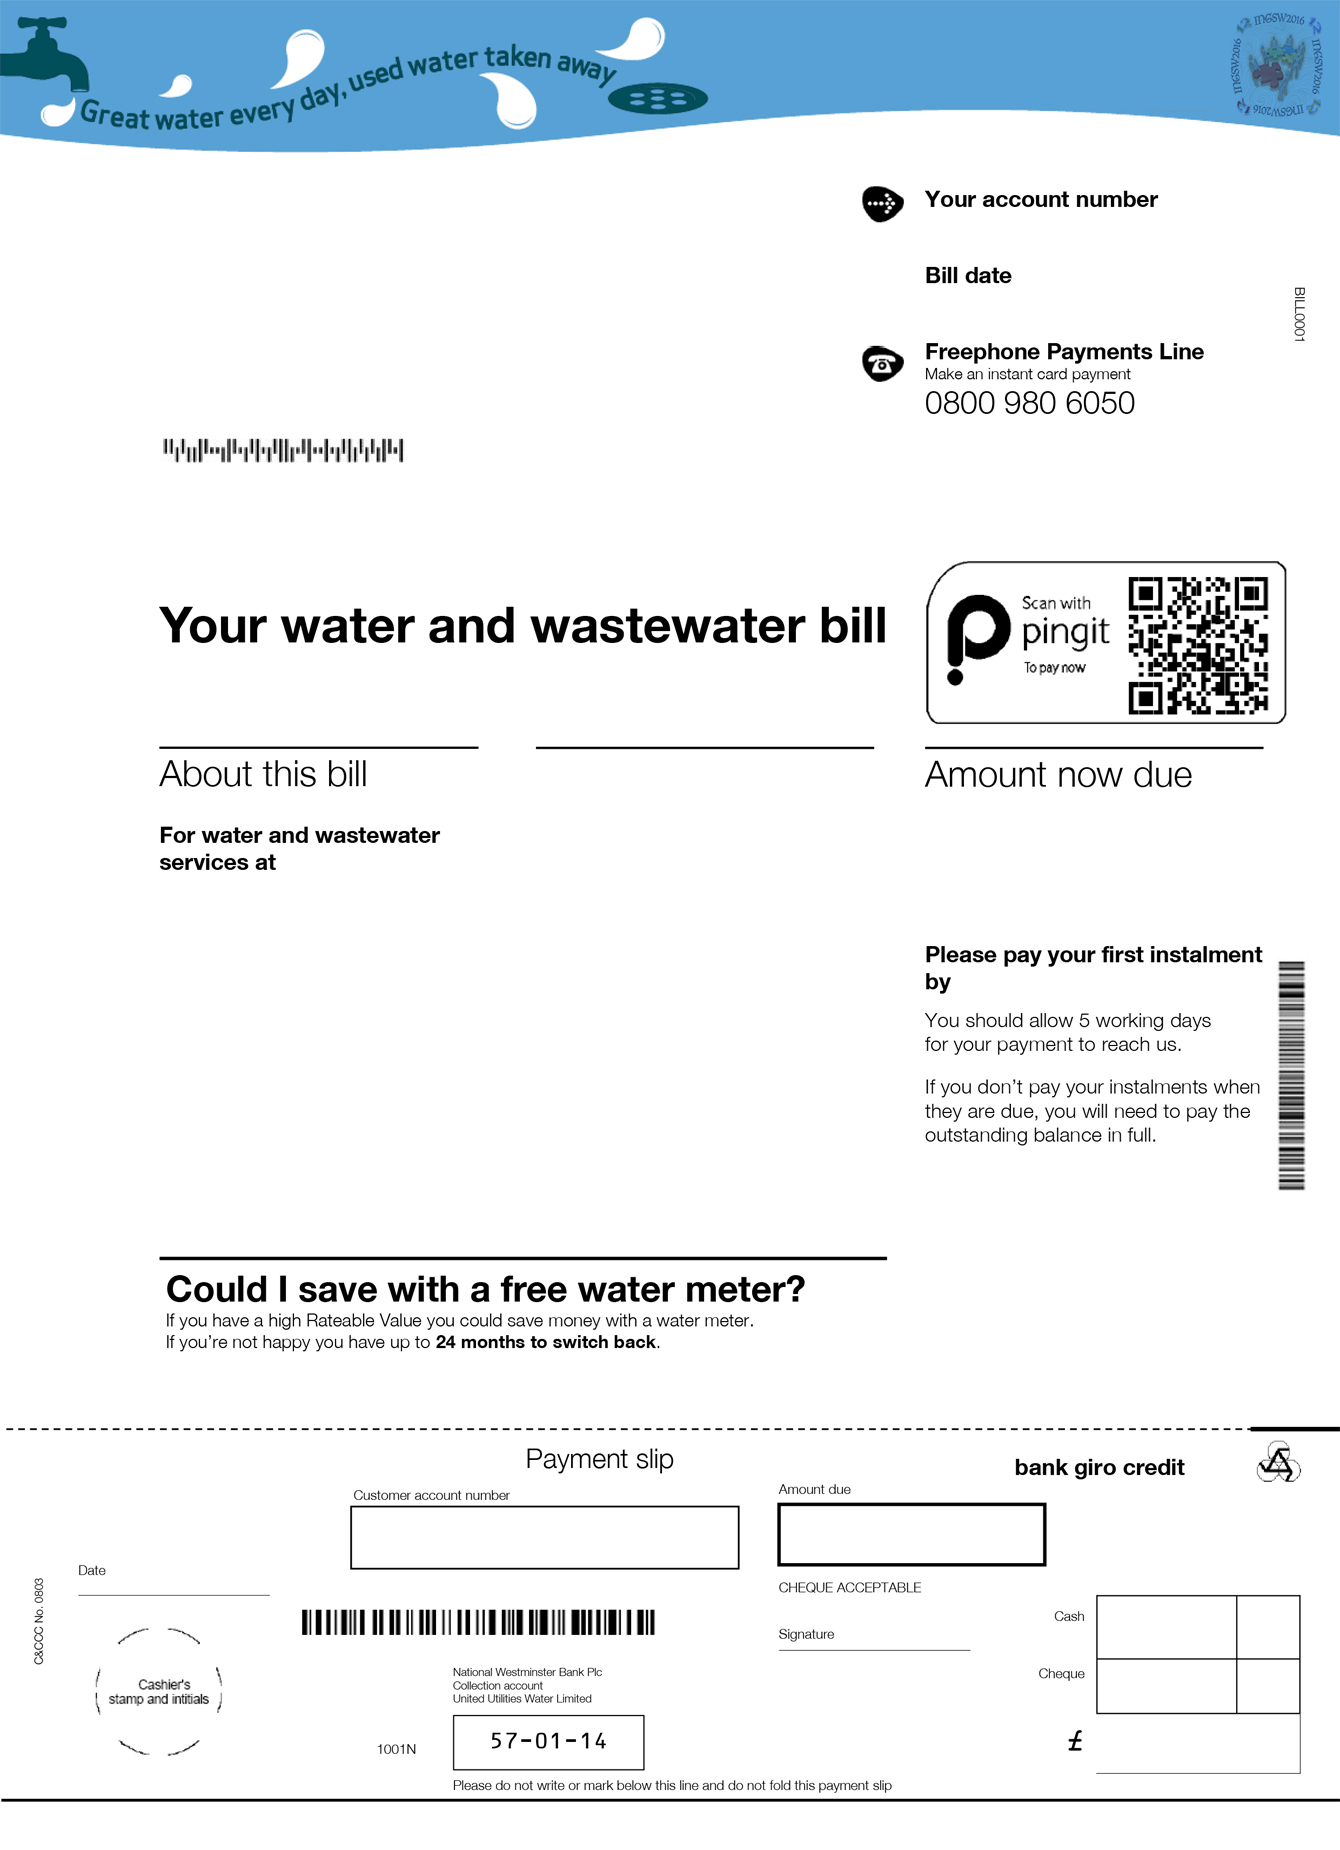 Great water every day, used water taken away
INGSW2016
INGSW2016
INGSW2016
INGSW2016
Your account number
Bill date
BILL0001
Freephone Payments Line
Make an instant card payment
0800 980 6050
Your water and wastewater bill
Scan with
pingit
To pay now
About this bill
Amount now due
For water and wastewater
services at
Please pay your first instalment
by
You should allow 5 working days
for your payment to reach us.
If you don’t pay your instalments when
they are due, you will need to pay the
outstanding balance in full.
Could I save with a free water meter?
If you have a high Rateable Value you could save money with a water meter.
If you’re not happy you have up to 24 months to switch back.
Payment slip
bank giro credit
Customer account number
Amount due
Date
CHEQUE ACCEPTABLE
C&CCC No. 0803
Cash
Signature
Cashier's
stamp and intitials
National Westminster Bank Plc
Collection account
United Utilities Water Limited
Cheque
1001N
57-01-14
£
Please do not write or mark below this line and do not fold this payment slip